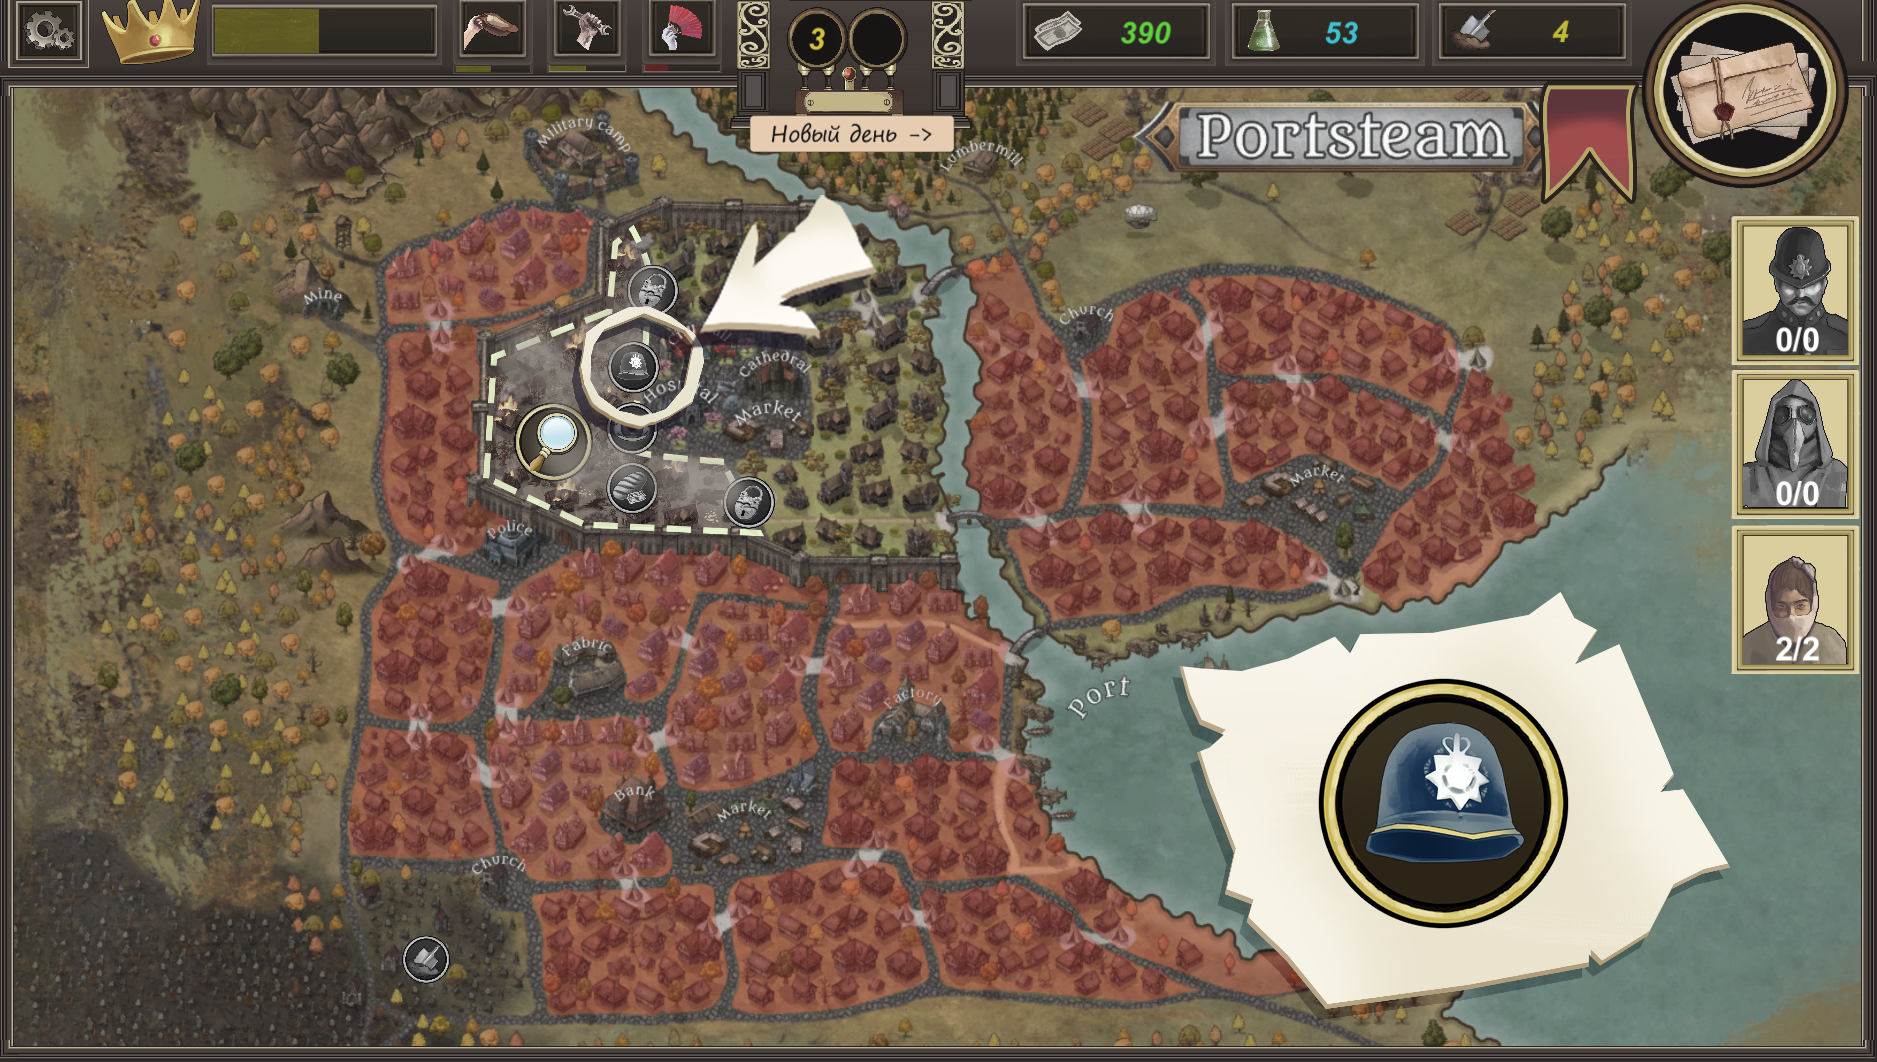 3
390
53
4
Новый день ->
Portsteam
Military camp
Lumbermill
Mine
Church
Cathedral
Hospital
Market
Market
Police
Fabric
Factory
Port
Bank
Market
Church
0/0
0/0
2/2